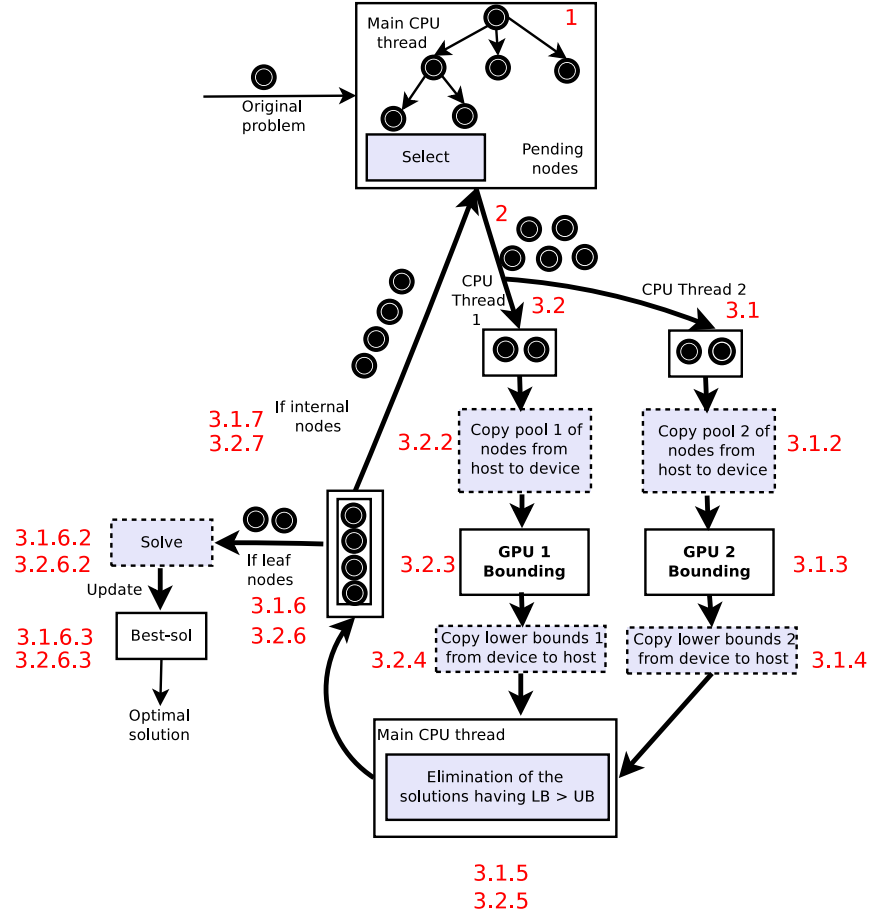 1
Main CPU
thread
Original
problem
Select
Pending
nodes
2
CPU
Thread
1
3.2
CPU Thread 2
3.1
3.1.7
3.2.7
If internal
nodes
3.2.2
Copy pool 1 of
nodes from
host to device
Copy pool 2 of
nodes from
host to device
3.1.2
3.1.6.2
3.2.6.2
Solve
If leaf
nodes
3.1.6
3.2.6
3.2.3
GPU 1
Bounding
GPU 2
Bounding
3.1.3
Update
3.1.6.3
3.2.6.3
Best-sol
Optimal
solution
3.2.4
Copy lower bounds 1
from device to host
Copy lower bounds 2
from device to host
3.1.4
Main CPU thread
Elimination of the
solutions having LB > UB
3.1.5
3.2.5